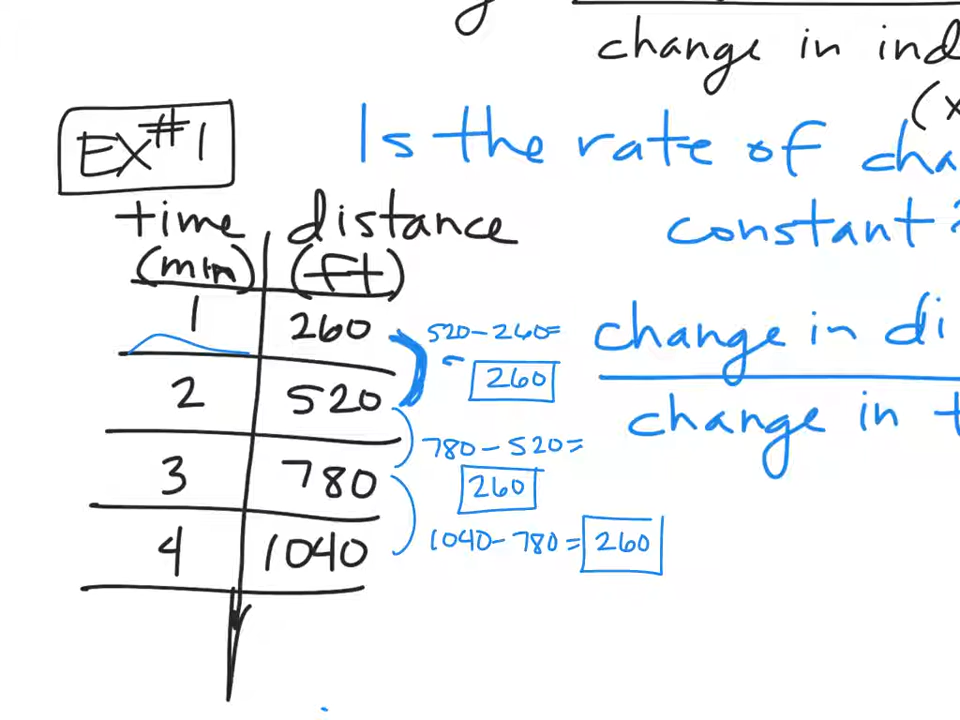 change in ind
(x
EX #1
Is the rate of cha
constant ?
time distance
(min) (ft)
1 260
520-260=
260
change in di
change in t
2 520
780-520=
260
3 780
1040-780= 260
4 1040